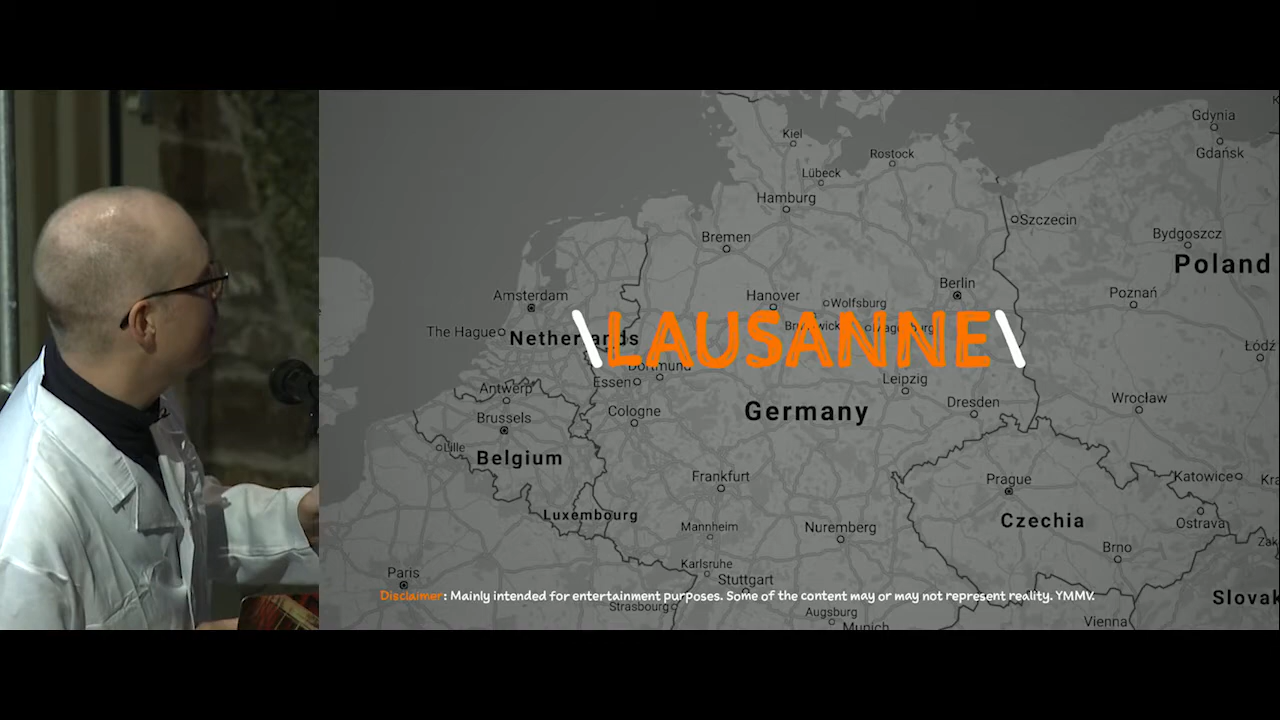 Gdynia
Kiel
Gdańsk
Rostock
Lübeck
Hamburg
Szczecin
Bremen
Bydgoszcz
Poland
Berlin
Amsterdam
Hanover
Wolfsburg
Poznań
The Hague
Netherlands
\LAUSANNE\
Łódź
Dortmund
Essen
Leipzig
Antwerp
Wrocław
Dresden
Cologne
Germany
Brussels
Lille
Belgium
Frankfurt
Prague
Katowice
Luxembourg
Czechia
Mannheim
Nuremberg
Ostrava
Brno
Karlsruhe
Paris
Stuttgart
Disclaimer: Mainly intended for entertainment purposes. Some of the content may or may not represent reality. YMMV.
Strasbourg
Augsburg
Vienna
Munich